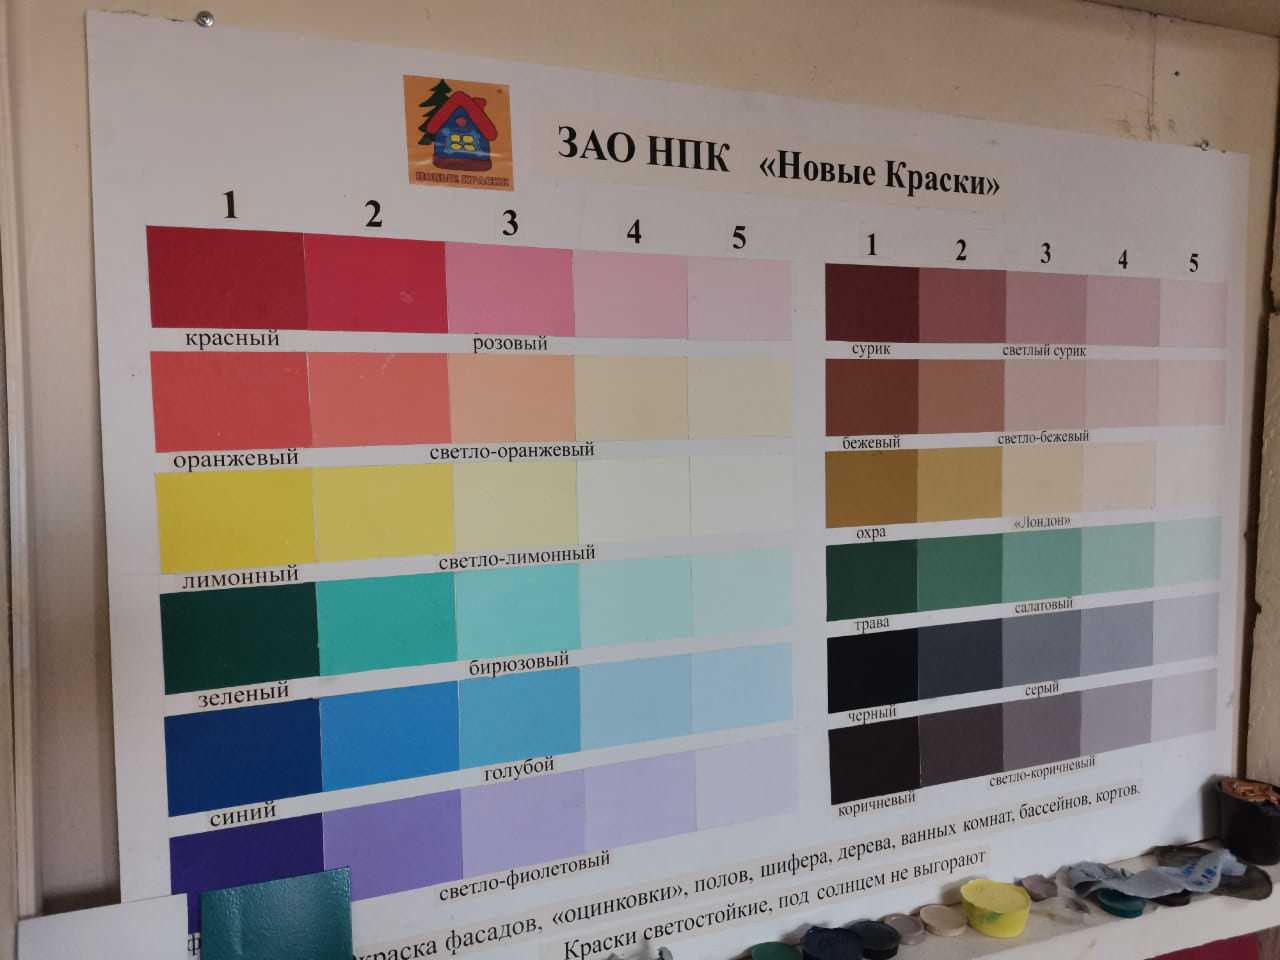 НОВЫЕ КРАСКИ
ЗАО НПК «Новые Краски»
1 2 3 4 5
красный розовый
оранжевый светло-оранжевый
лимонный светло-лимонный
зеленый бирюзовый
синий голубой
ф светло-фиолетовый
1 2 3 4 5
сурик светлый сурик
бежевый светло-бежевый
охра «Лондон»
трава салатовый
черный серый
коричневый светло-коричневый
краска фасадов, «оцинковки», полов, шифера, дерева, ванных комнат, бассейнов, кортов.
Краски светостойкие, под солнцем не выгорают